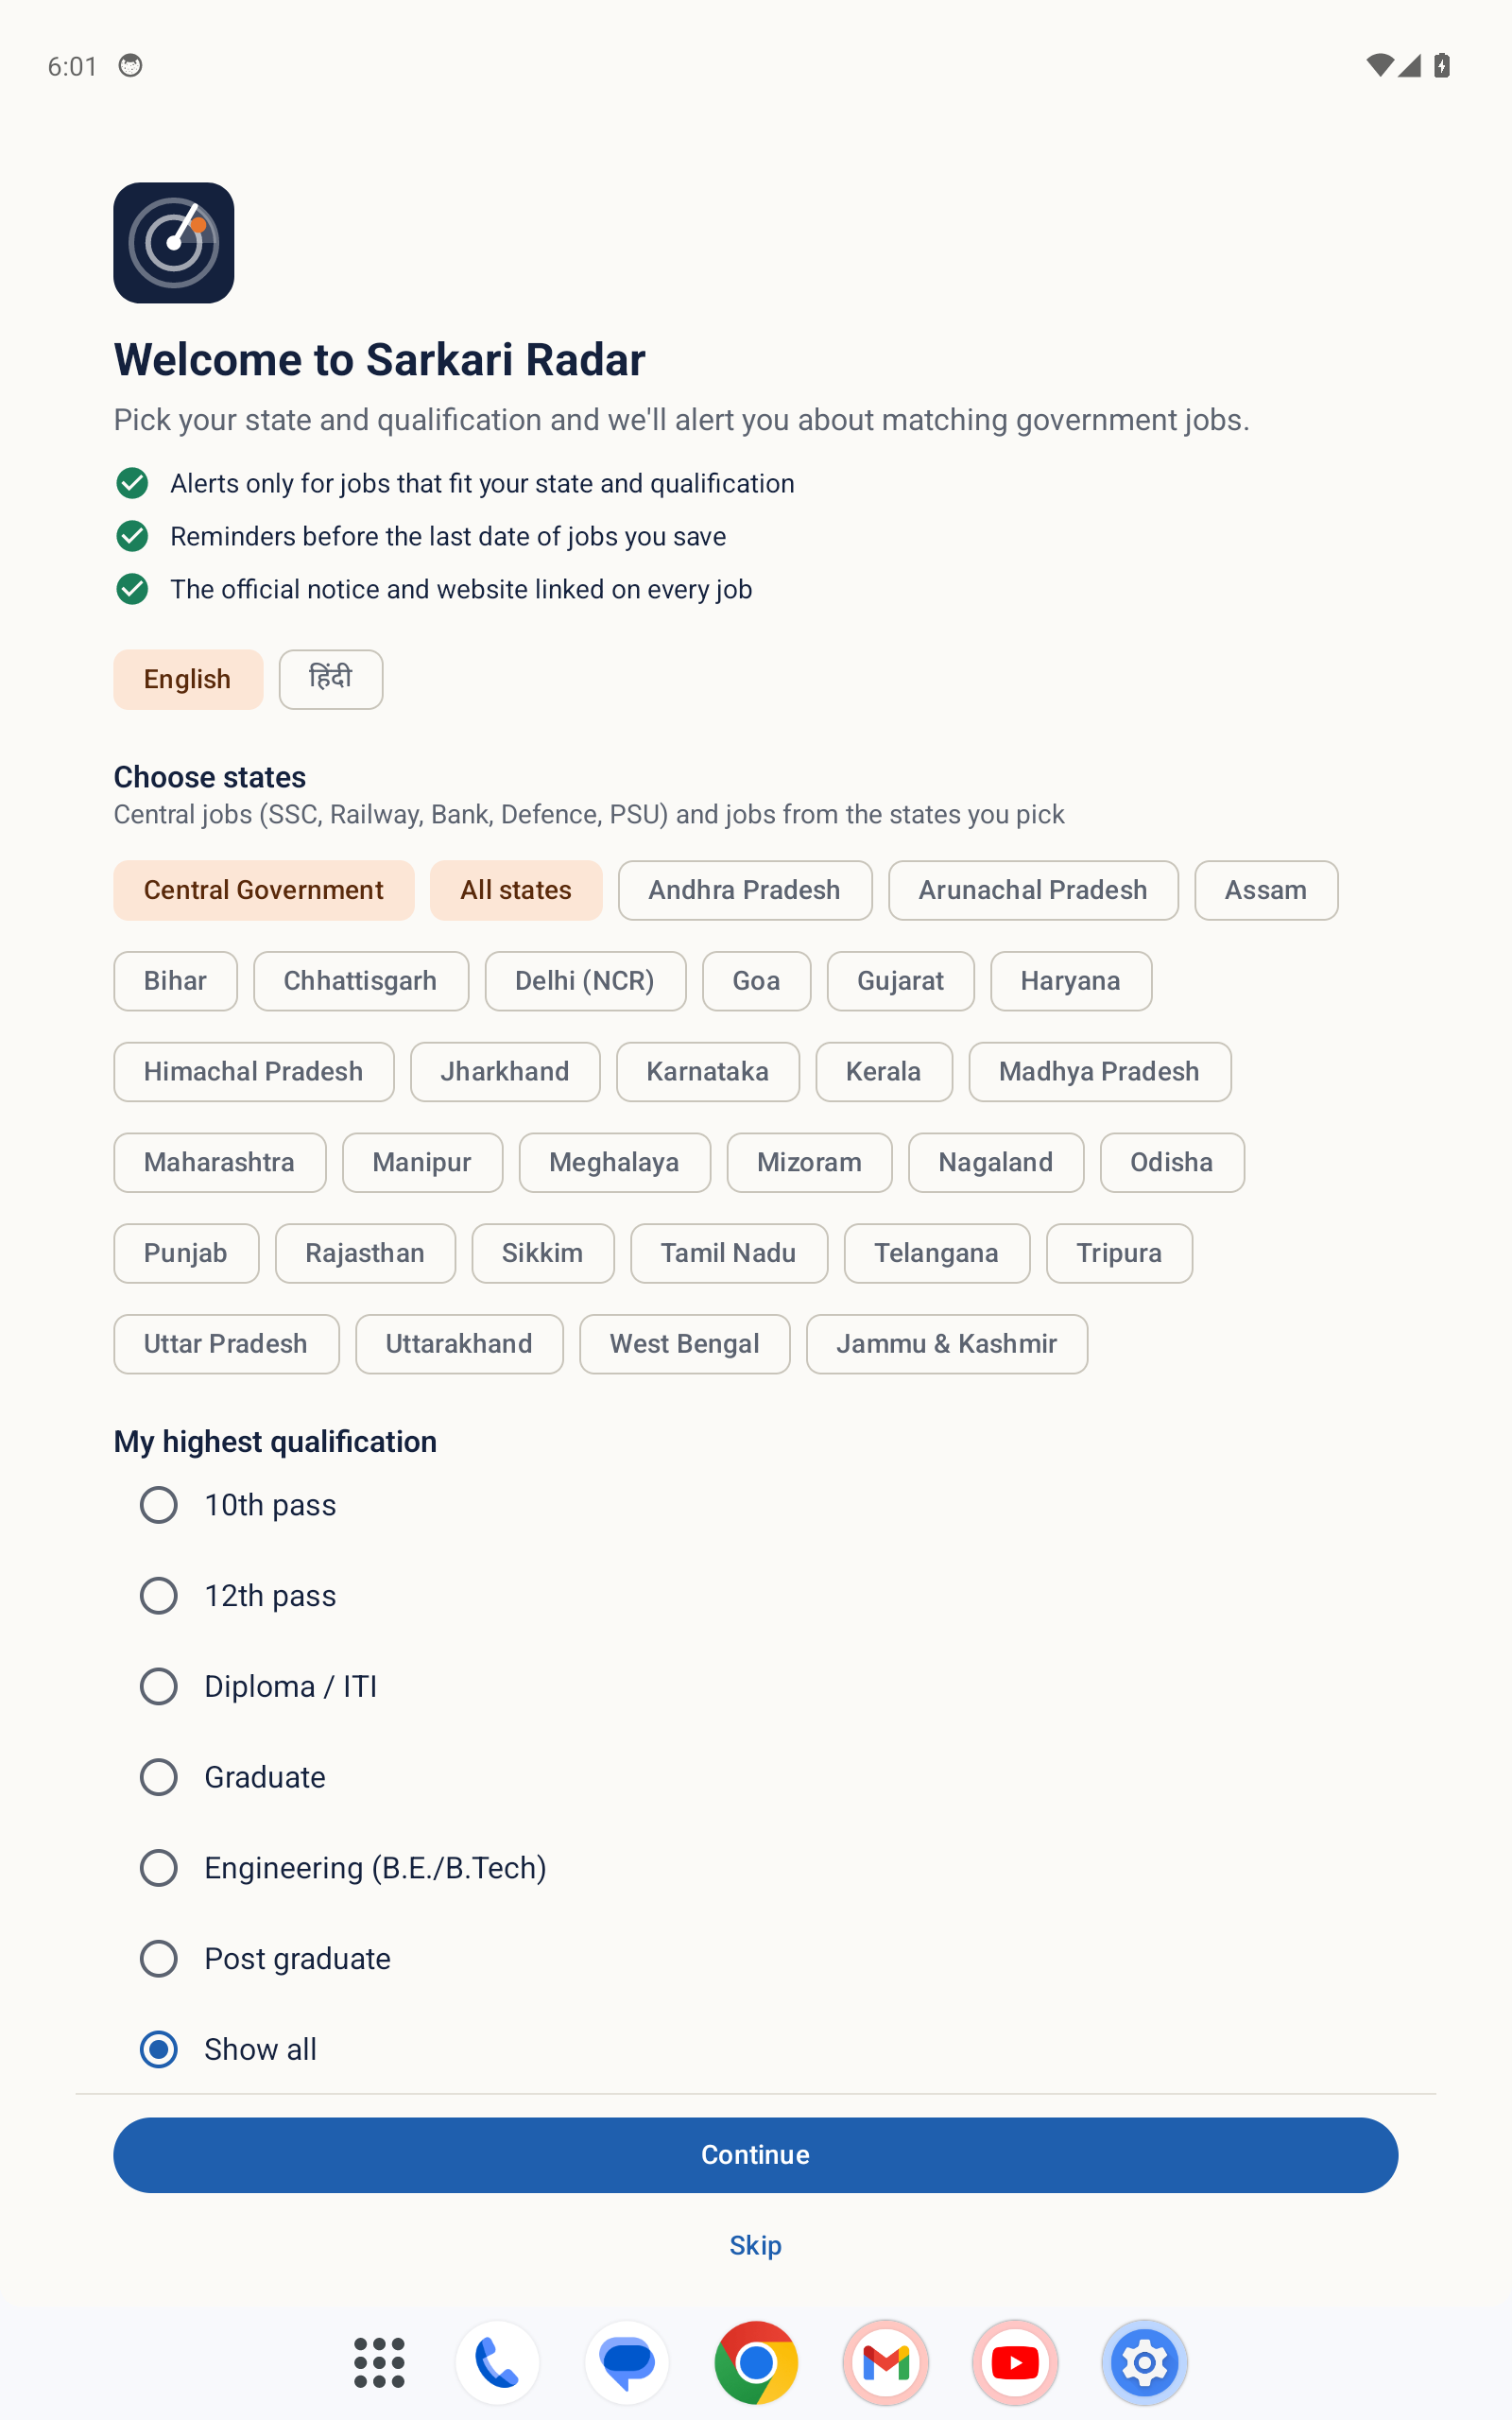 6:01
Welcome to Sarkari Radar
Pick your state and qualification and we'll alert you about matching government jobs.
Alerts only for jobs that fit your state and qualification
Reminders before the last date of jobs you save
The official notice and website linked on every job
English हिंदी
Choose states
Central jobs (SSC, Railway, Bank, Defence, PSU) and jobs from the states you pick
Central Government All states Andhra Pradesh Arunachal Pradesh Assam
Bihar Chhattisgarh Delhi (NCR) Goa Gujarat Haryana
Himachal Pradesh Jharkhand Karnataka Kerala Madhya Pradesh
Maharashtra Manipur Meghalaya Mizoram Nagaland Odisha
Punjab Rajasthan Sikkim Tamil Nadu Telangana Tripura
Uttar Pradesh Uttarakhand West Bengal Jammu & Kashmir
My highest qualification
10th pass
12th pass
Diploma / ITI
Graduate
Engineering (B.E./B.Tech)
Post graduate
Show all
Continue
Skip